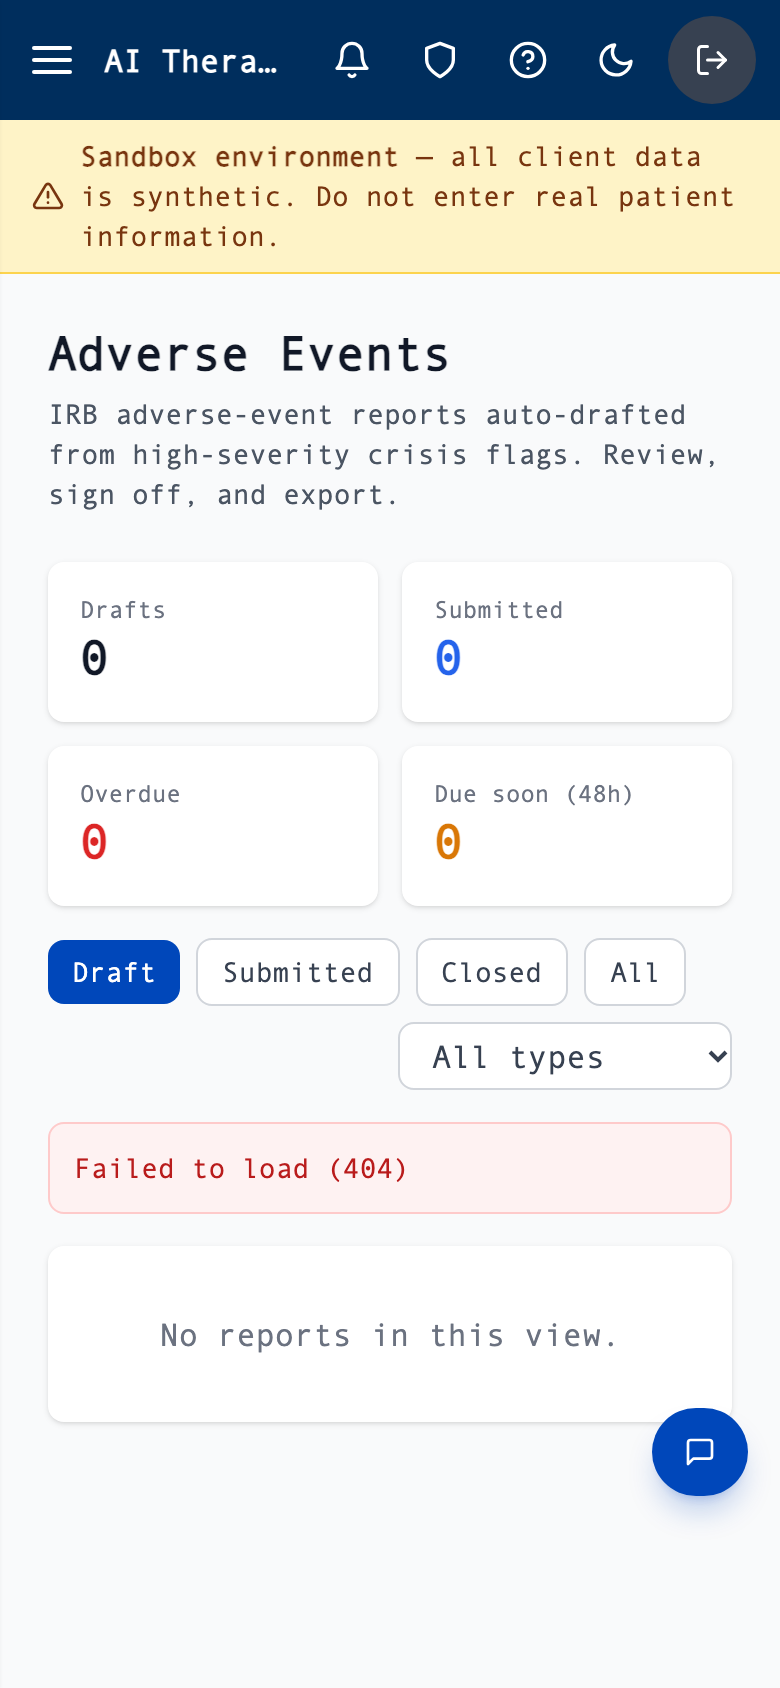 AI Thera…
Sandbox environment — all client data
is synthetic. Do not enter real patient
information.
Adverse Events
IRB adverse-event reports auto-drafted
from high-severity crisis flags. Review,
sign off, and export.
Drafts
0
Submitted
0
Overdue
0
Due soon (48h)
0
Draft
Submitted
Closed
All
All types
Failed to load (404)
No reports in this view.